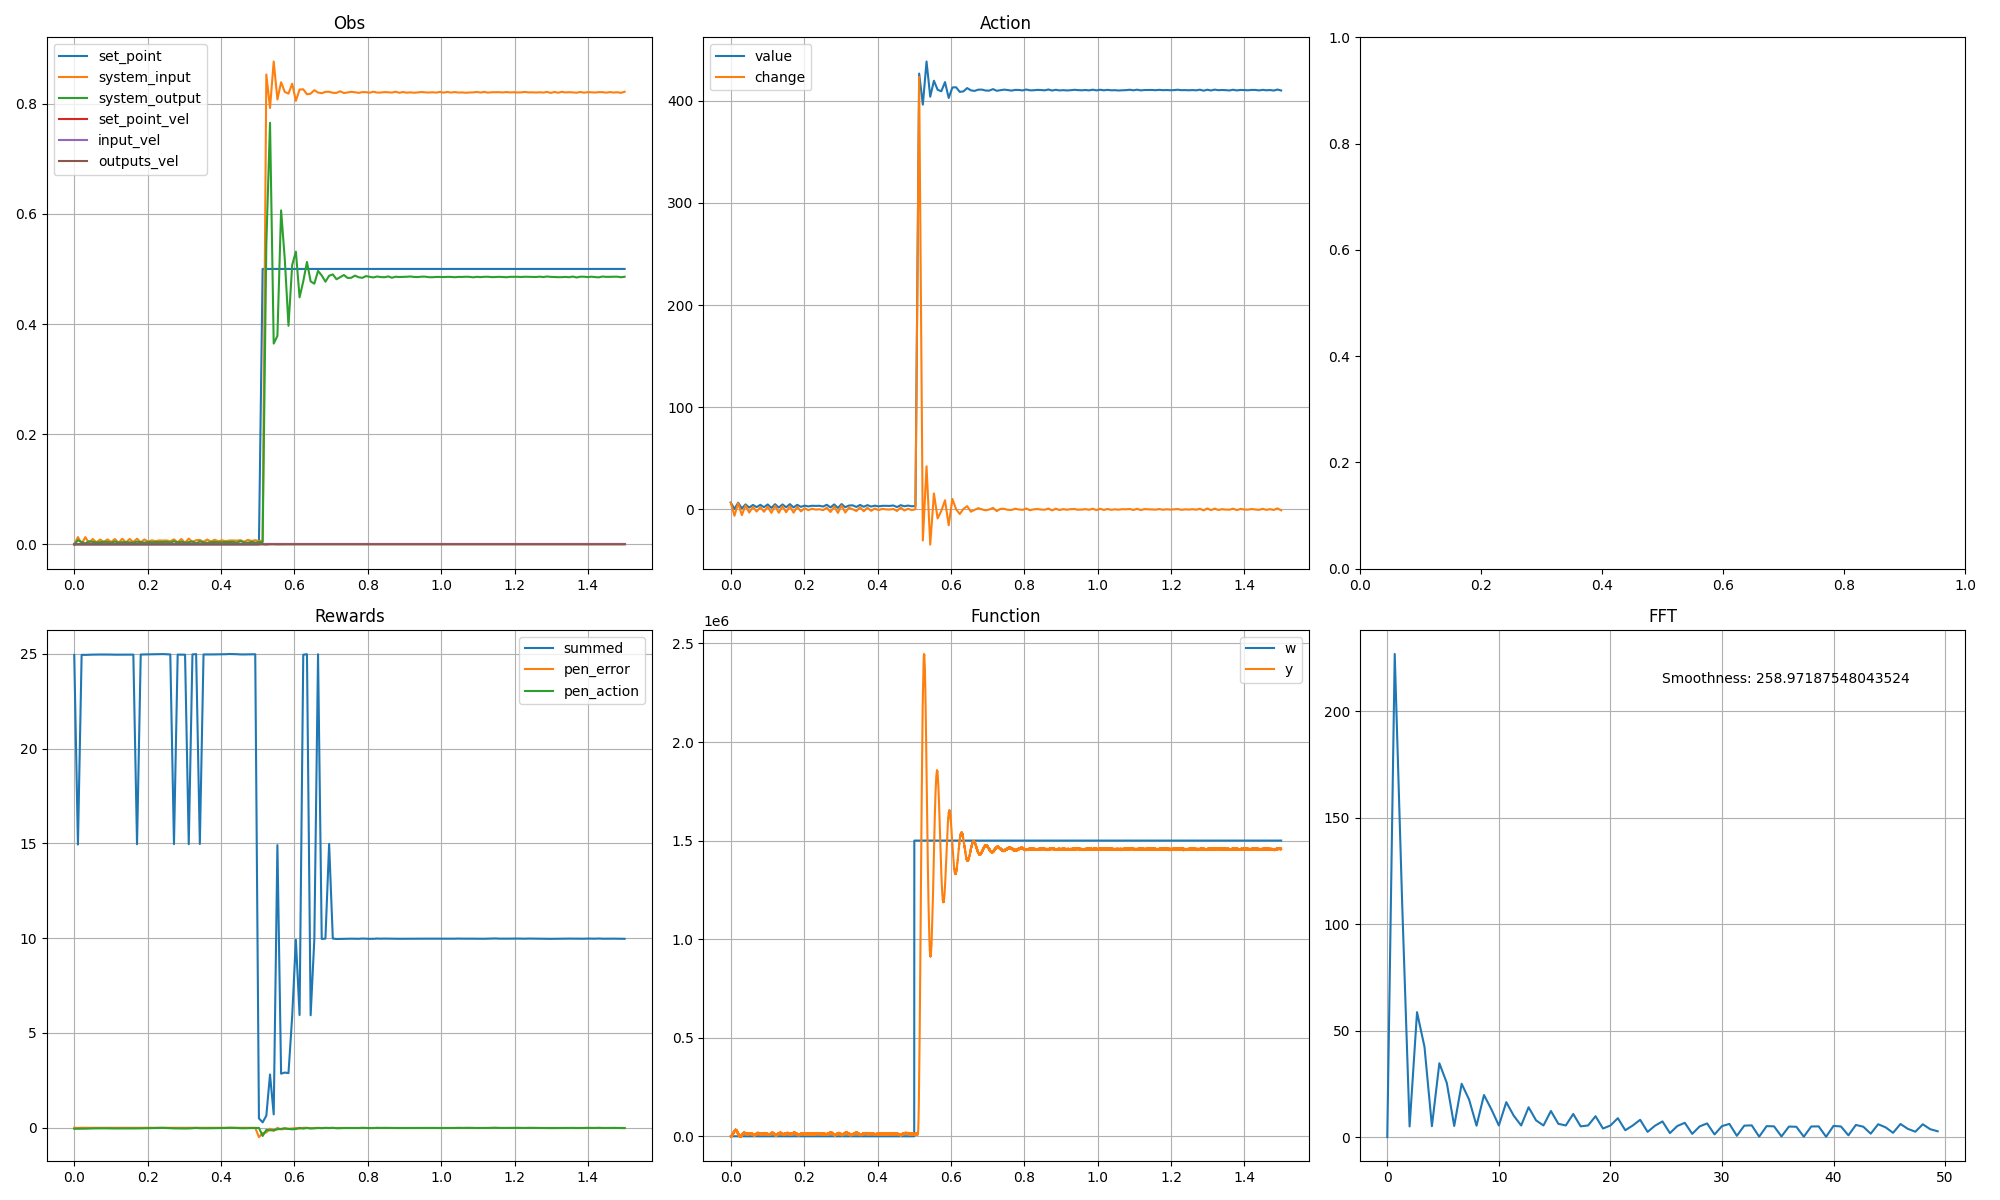 Obs
set_point
system_input
system_output
set_point_vel
input_vel
outputs_vel
0.8
0.6
0.4
0.2
0.0
0.0 0.2 0.4 0.6 0.8 1.0 1.2 1.4
Action
value
change
400
300
200
100
0
0.0 0.2 0.4 0.6 0.8 1.0 1.2 1.4
1.0
0.8
0.6
0.4
0.2
0.0
0.0 0.2 0.4 0.6 0.8 1.0
Rewards
summed
pen_error
pen_action
25
20
15
10
5
0
0.0 0.2 0.4 0.6 0.8 1.0 1.2 1.4
Function
1e6
w
y
2.5
2.0
1.5
1.0
0.5
0.0
0.0 0.2 0.4 0.6 0.8 1.0 1.2 1.4
FFT
Smoothness: 258.97187548043524
200
150
100
50
0
0 10 20 30 40 50